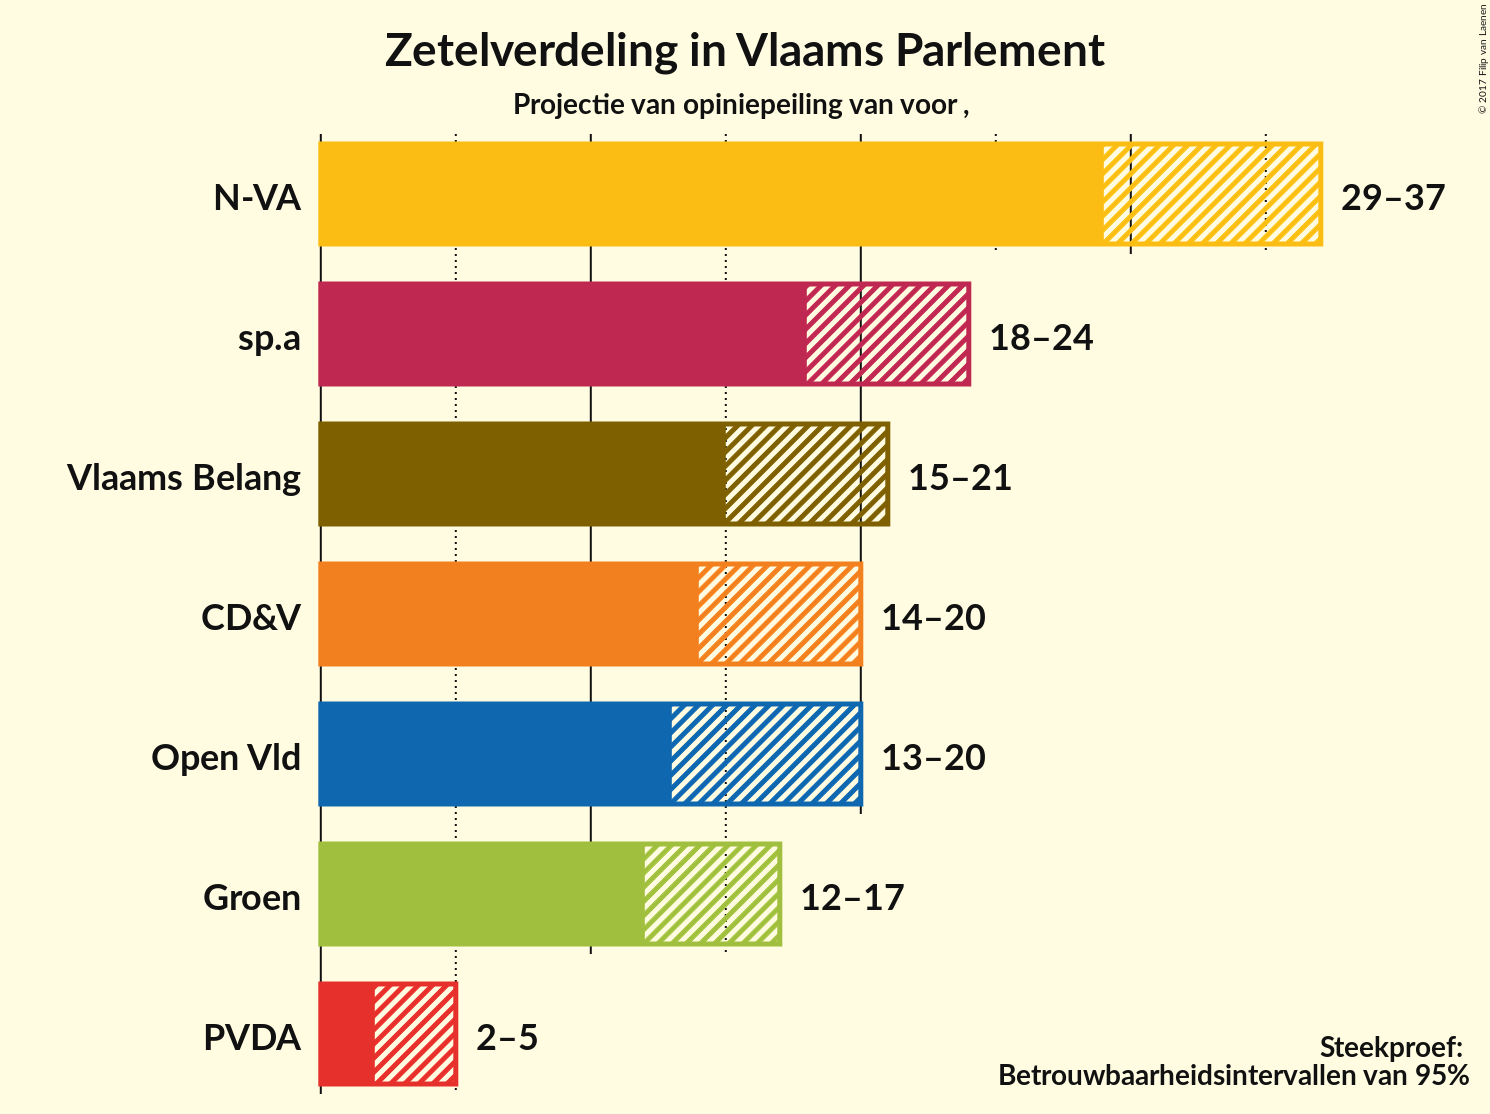 Zetelverdeling in Vlaams Parlement
Projectie van opiniepeiling van voor ,
© 2017 Filip van Laenen
N-VA
29–37
sp.a
18–24
Vlaams Belang
15–21
CD&V
14–20
Open Vld
13–20
Groen
12–17
PVDA
2–5
Steekproef:
Betrouwbaarheidsintervallen van 95%